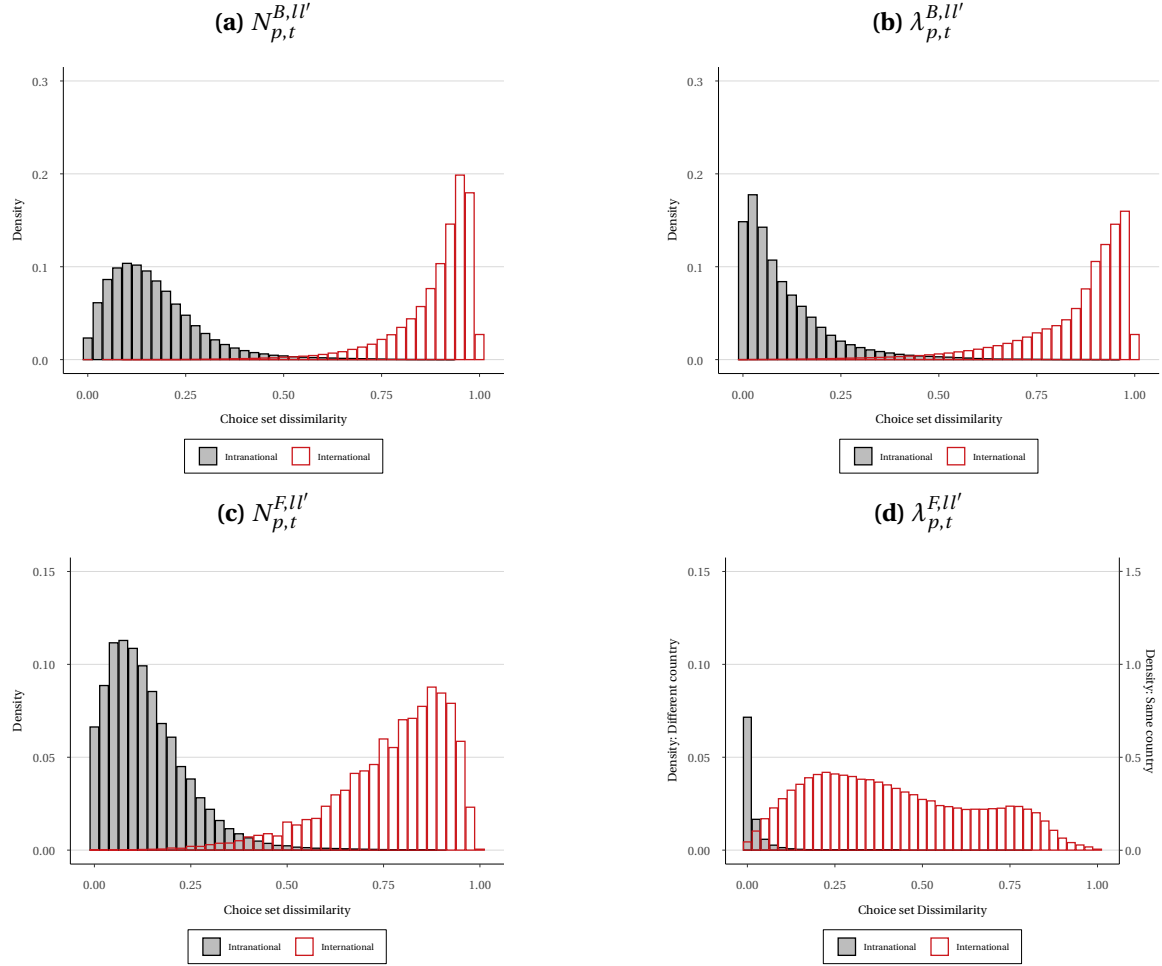 (a) $N_{p,t}^{B,ll'}$
0.3
0.2
0.1
0.0
Density
0.00 0.25 0.50 0.75 1.00
Choice set dissimilarity
Intranational International
(b) $\lambda_{p,t}^{B,ll'}$
0.3
0.2
0.1
0.0
Density
0.00 0.25 0.50 0.75 1.00
Choice set dissimilarity
Intranational International
(c) $N_{p,t}^{F,ll'}$
0.15
0.10
0.05
0.00
Density
0.00 0.25 0.50 0.75 1.00
Choice set dissimilarity
Intranational International
(d) $\lambda_{p,t}^{F,ll'}$
0.15
0.10
0.05
0.00
Density: Different country
1.5
1.0
0.5
0.0
Density: Same country
0.00 0.25 0.50 0.75 1.00
Choice set Dissimilarity
Intranational International